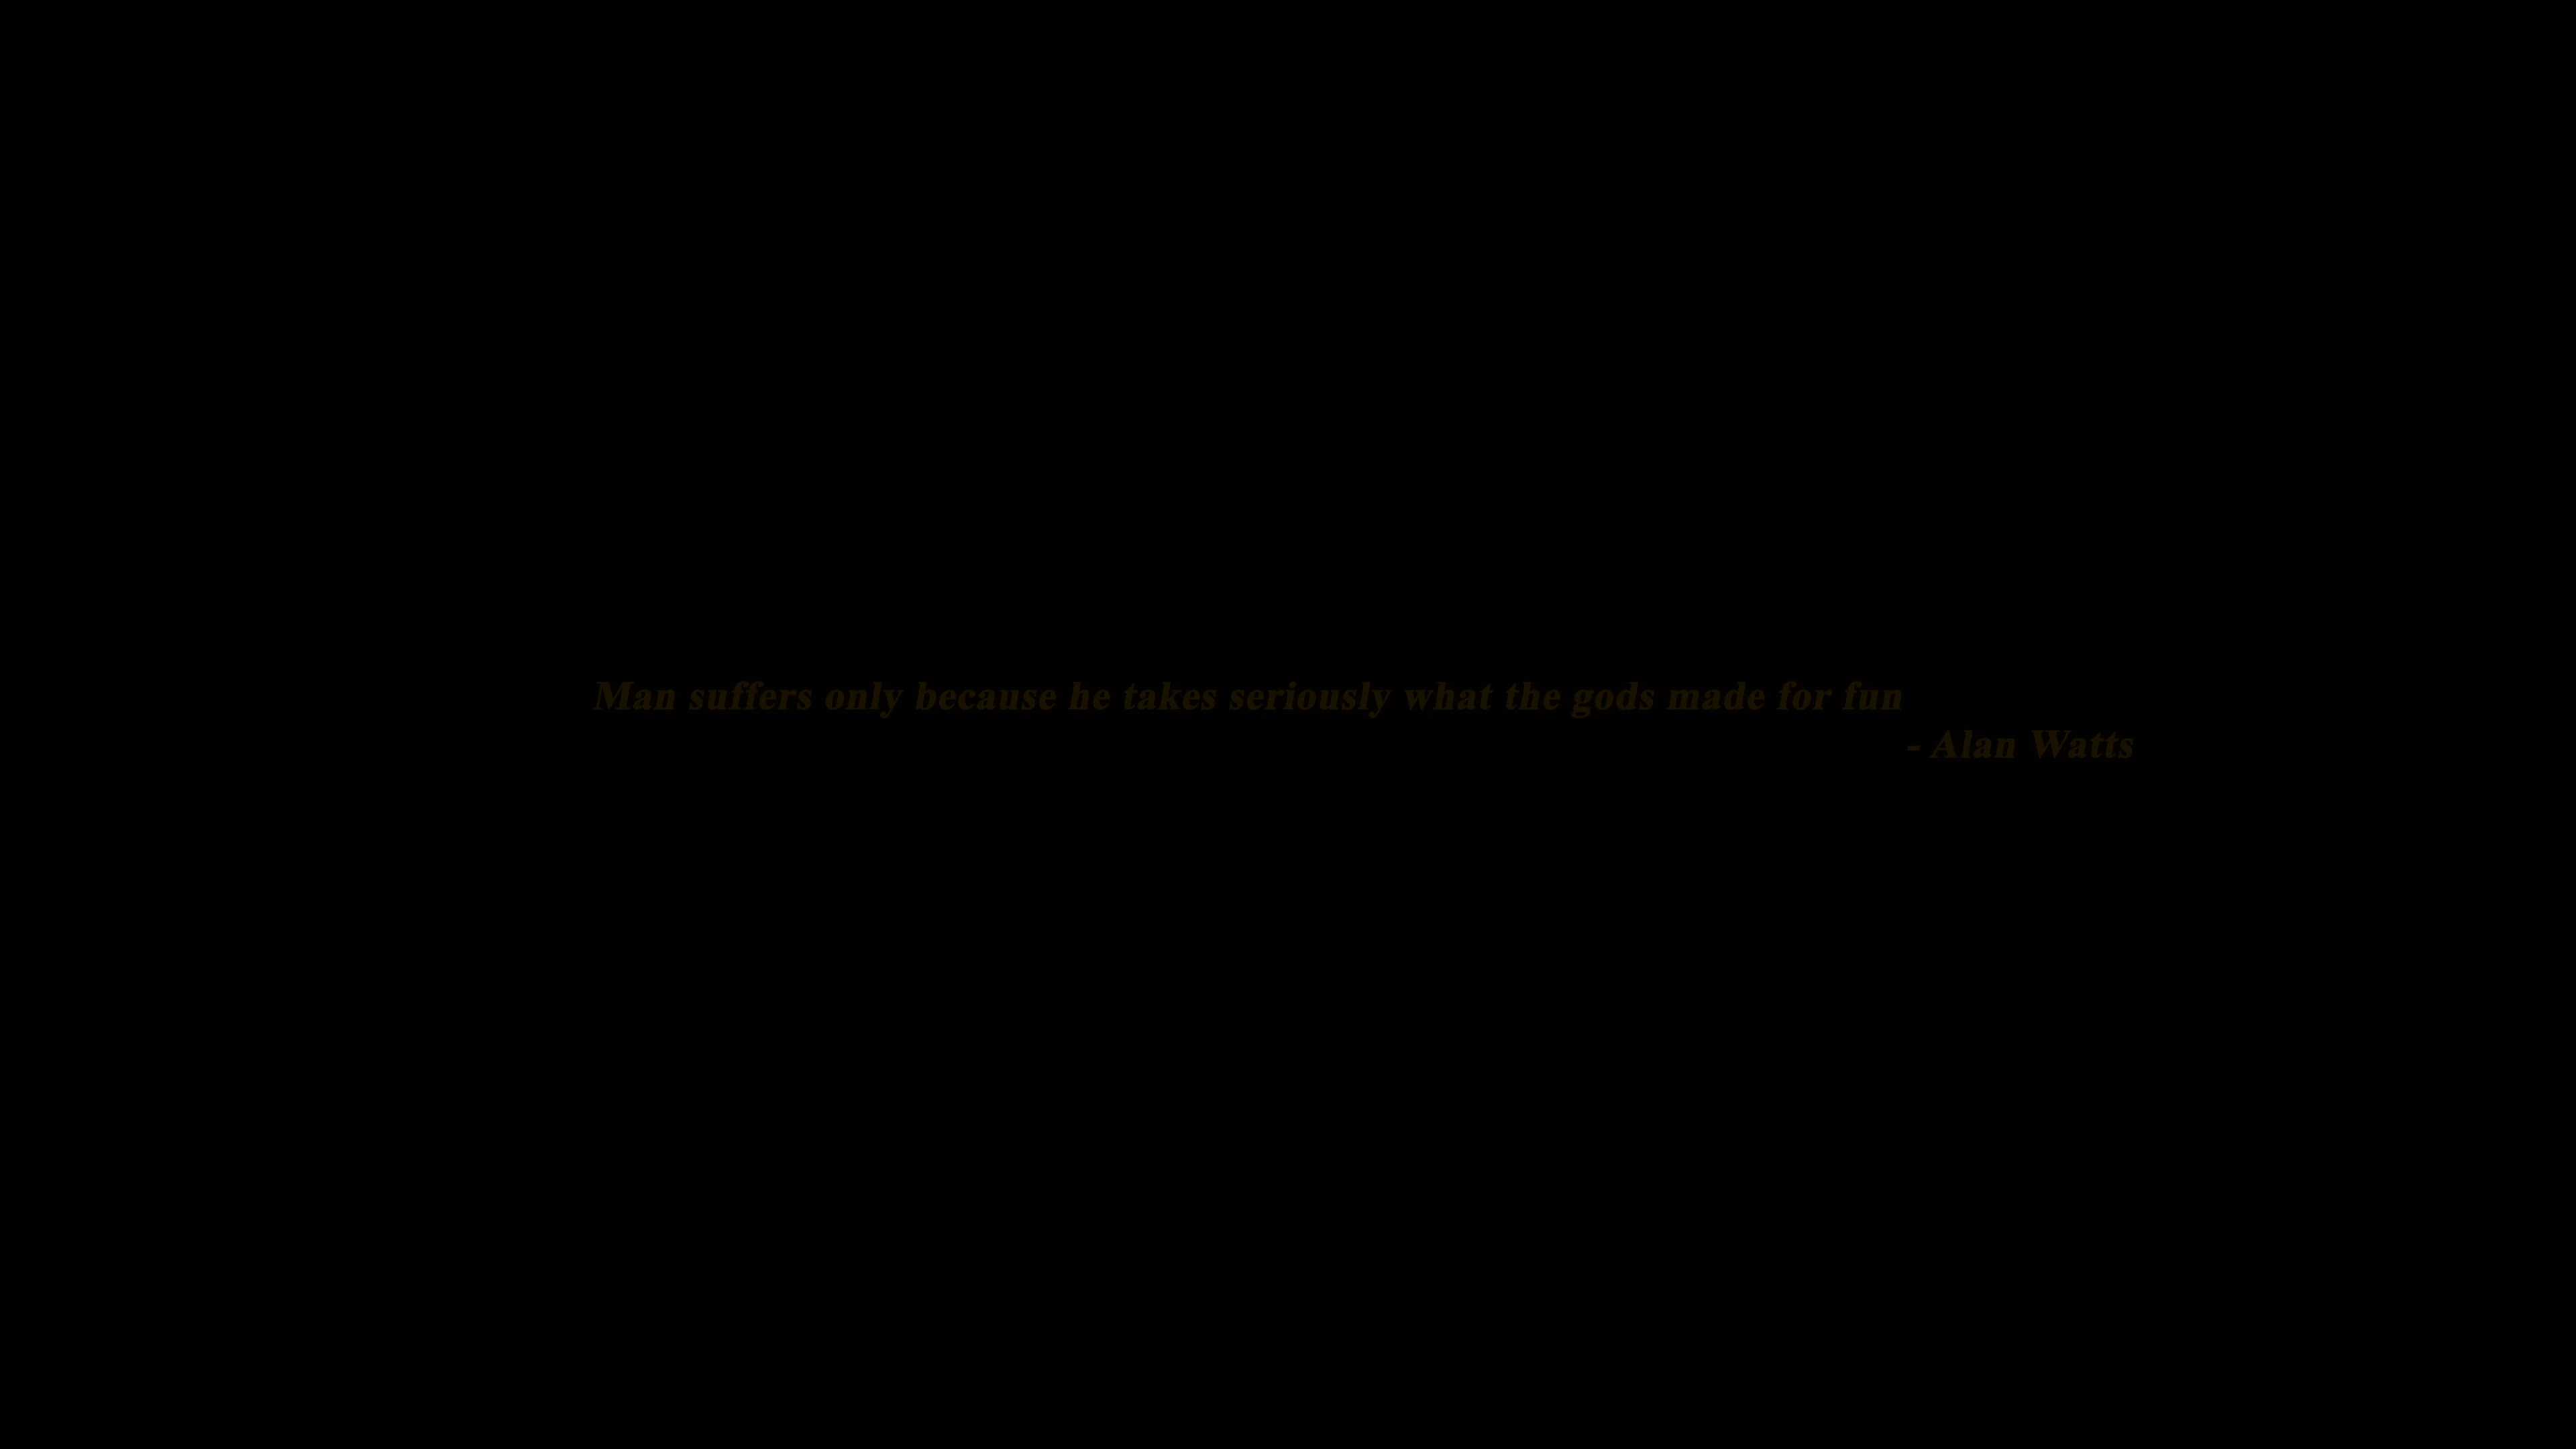 Man suffers only because he takes seriously what the gods made for fun
- Alan Watts